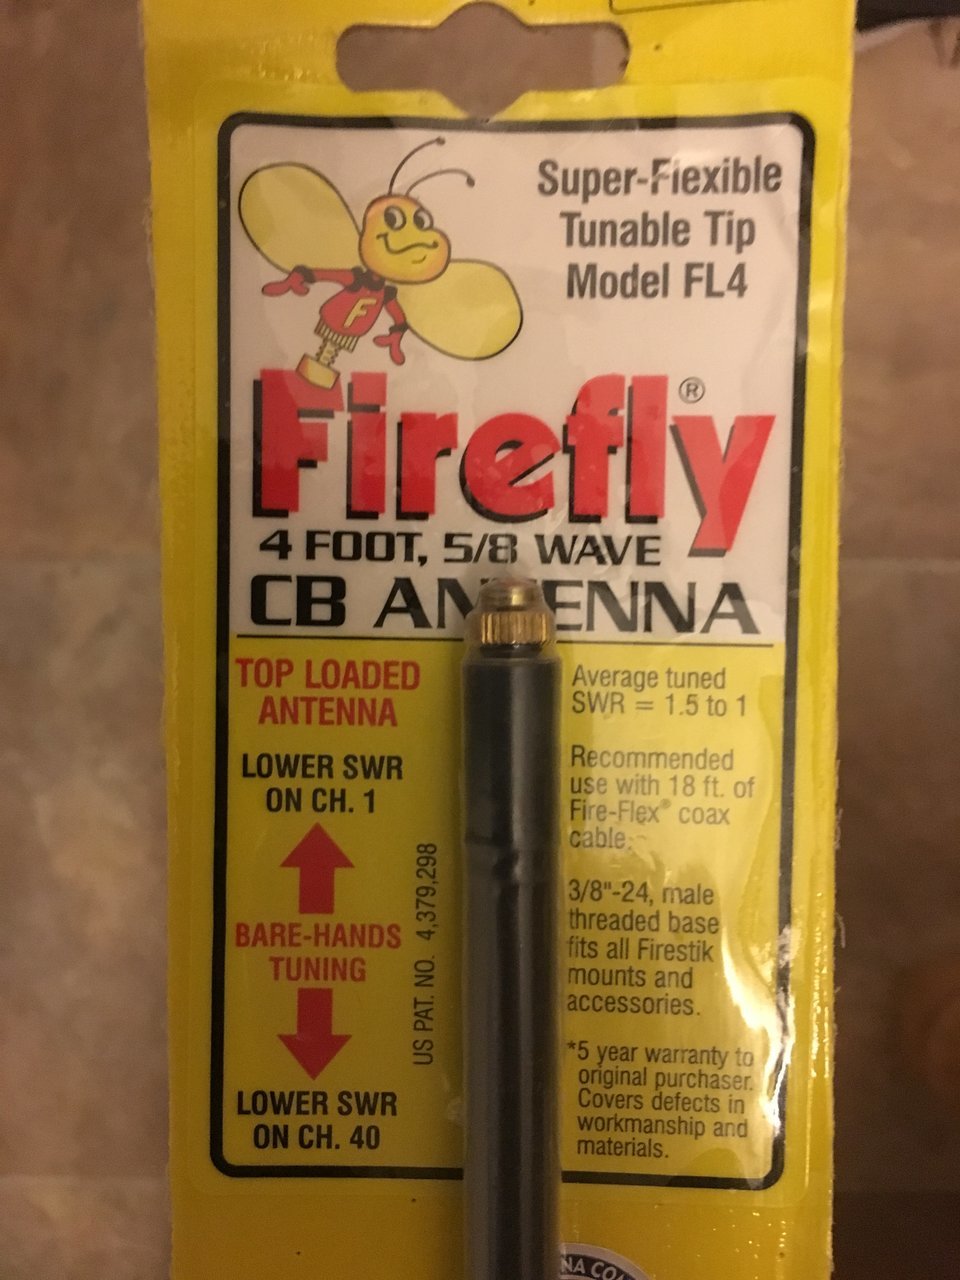 Super-Flexible
Tunable Tip
Model FL4
F
Firefly®
4 FOOT, 5/8 WAVE
CB ANTENNA
TOP LOADED
ANTENNA
LOWER SWR
ON CH. 1
BARE-HANDS
TUNING
LOWER SWR
ON CH. 40
US PAT. NO. 4,379,298
Average tuned
SWR = 1.5 to 1
Recommended
use with 18 ft. of
Fire-Flex® coax
cable.
3/8"-24, male
threaded base
fits all Firestik
mounts and
accessories.
*5 year warranty to
original purchaser.
Covers defects in
workmanship and
materials.